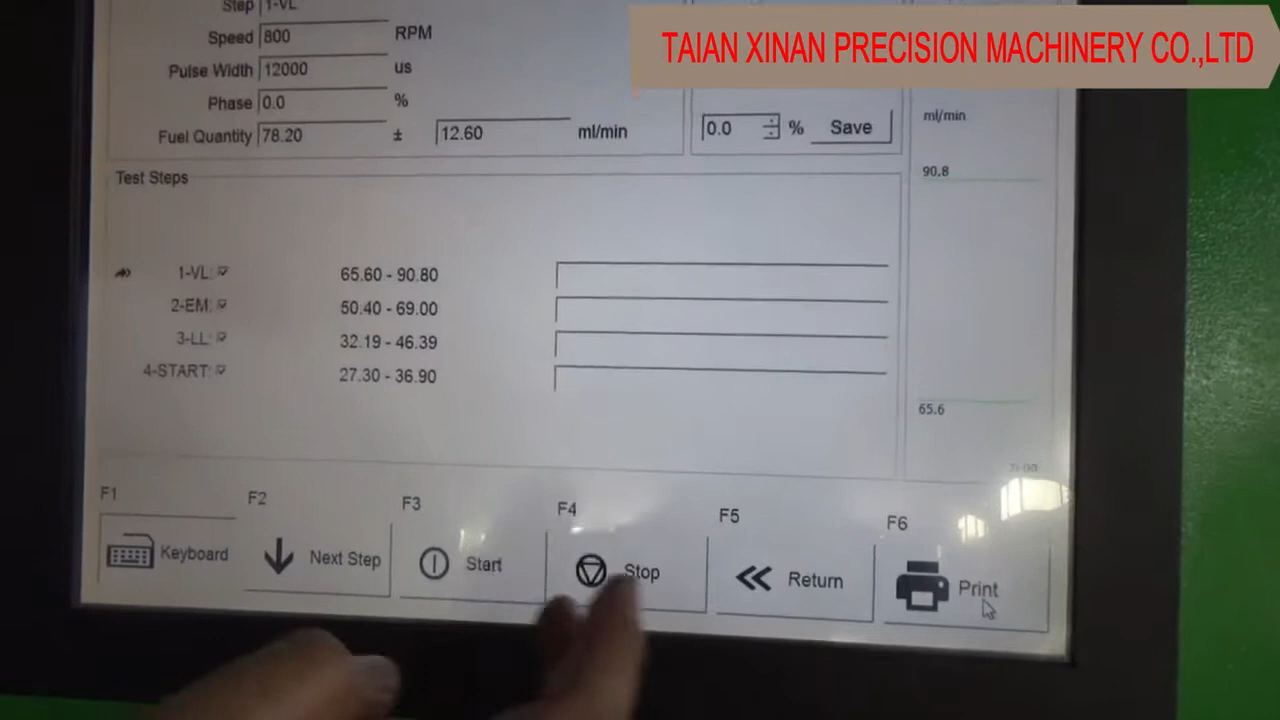 TAIAN XINAN PRECISION MACHINERY CO.,LTD
Step 1-VL
Speed 800 RPM
Pulse Width 12000 us
Phase 0.0 %
Fuel Quantity 78.20 ± 12.60 ml/min
0.0 % Save
ml/min
90.8
65.6
Test Steps
1-VL: 65.60 - 90.80
2-EM: 50.40 - 69.00
3-LL: 32.19 - 46.39
4-START: 27.30 - 36.90
F1 F2 F3 F4 F5 F6
Keyboard Next Step Start Stop Return Print